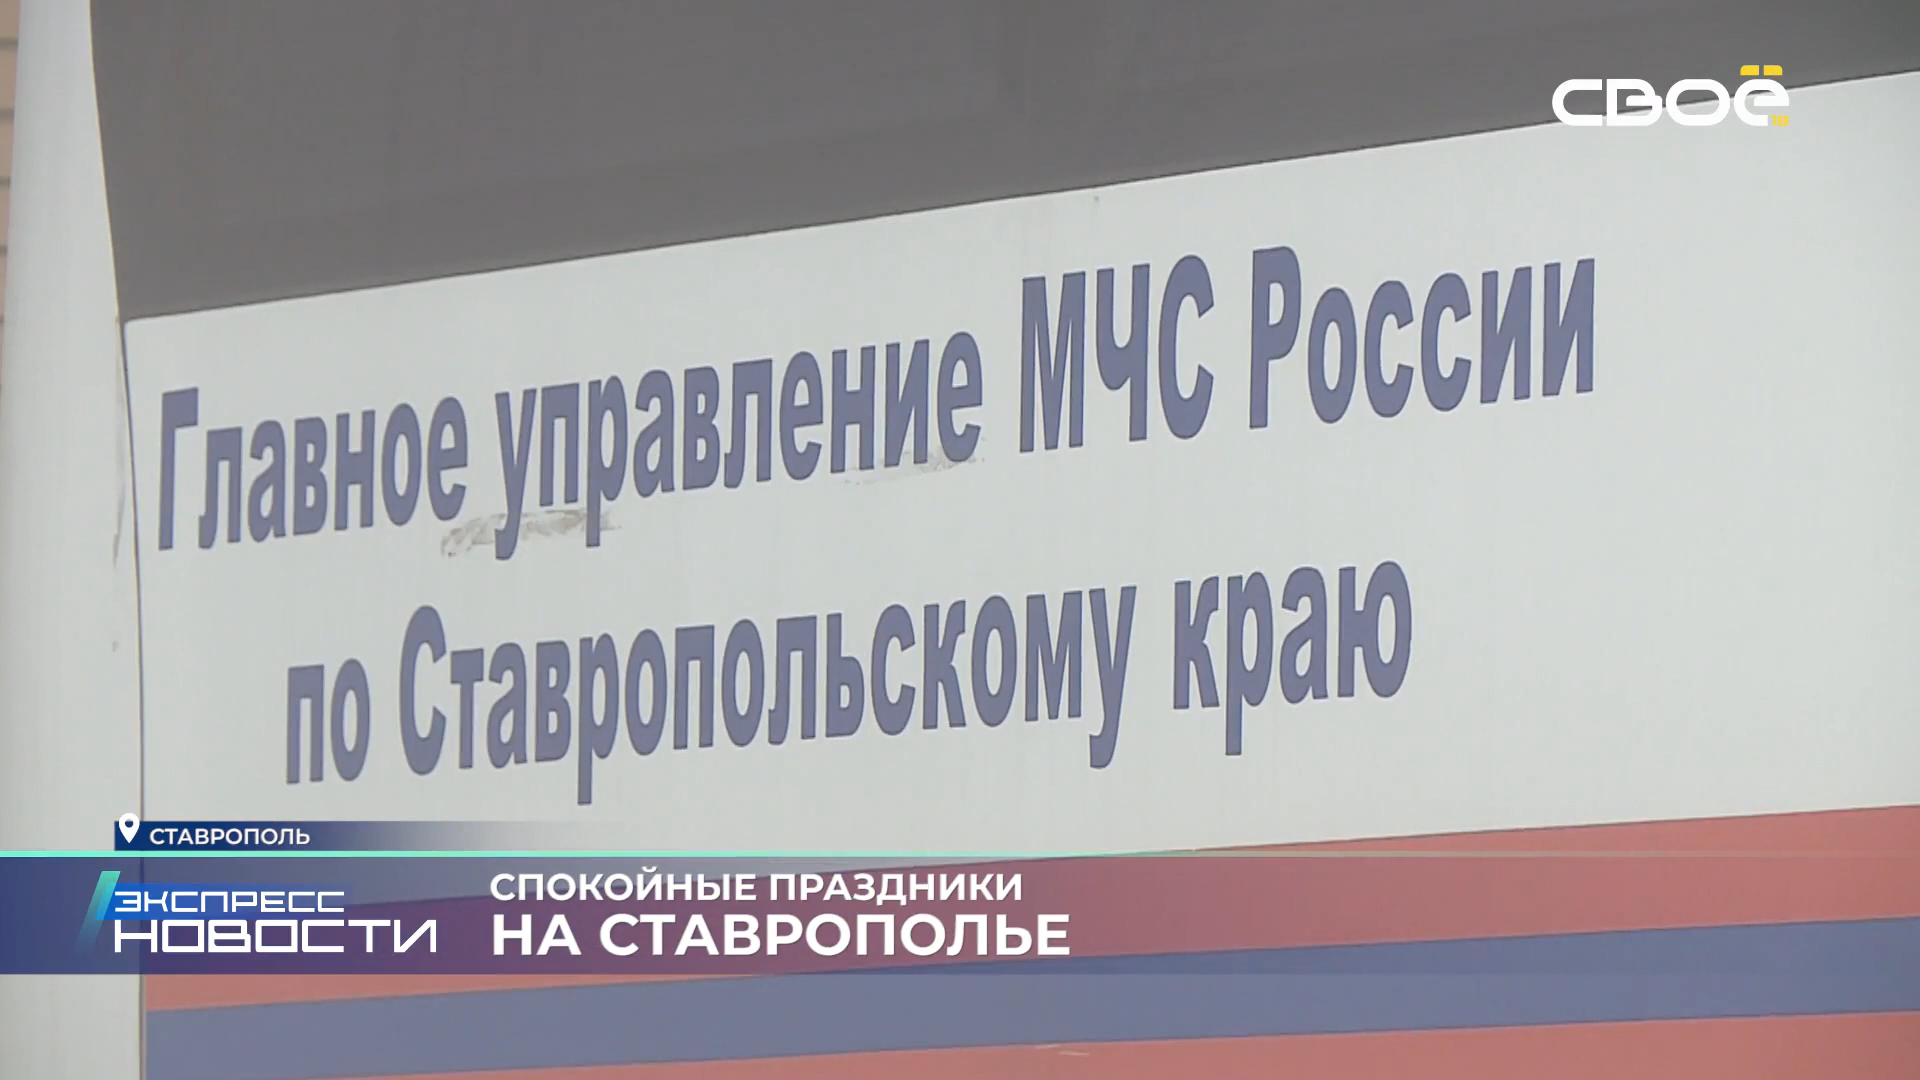 СВОЁ
Главное управление МЧС России
по Ставропольскому краю
СТАВРОПОЛЬ
ЭКСПРЕСС
НОВОСТИ
СПОКОЙНЫЕ ПРАЗДНИКИ
НА СТАВРОПОЛЬЕ